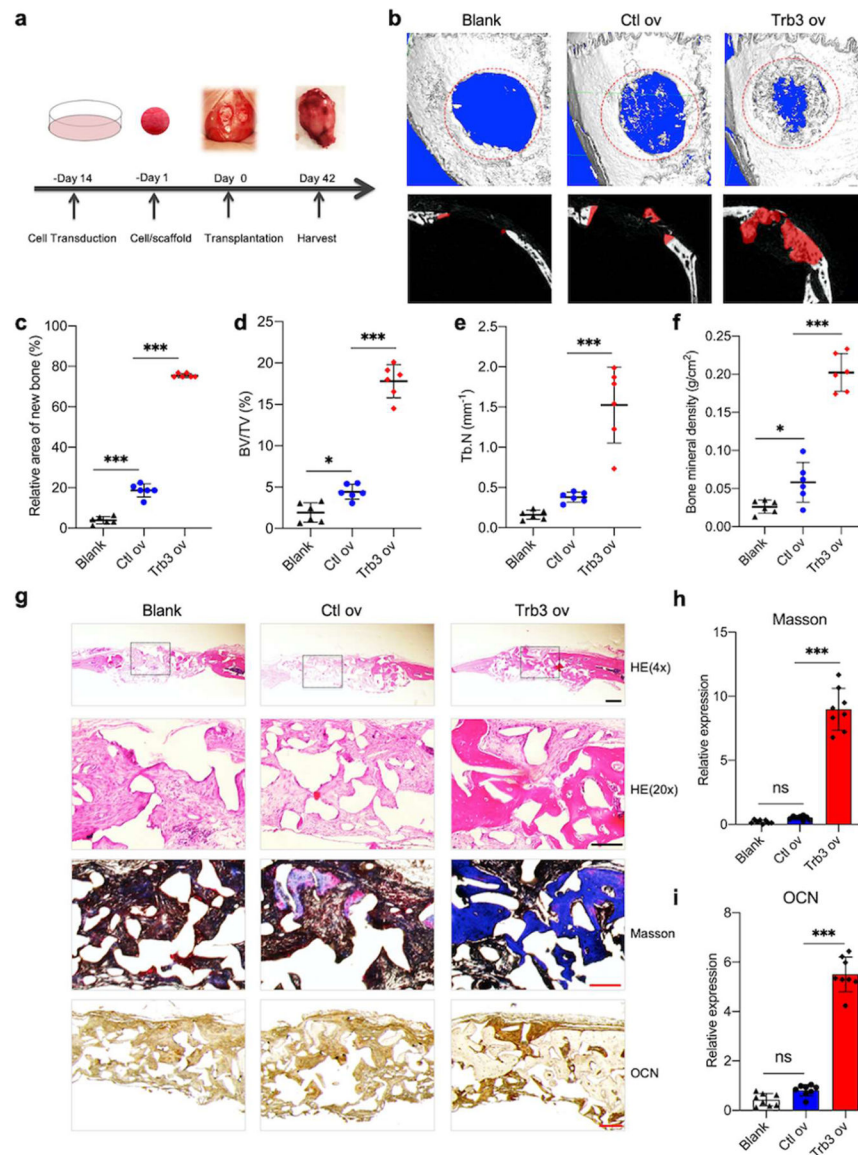 a
-Day 14 -Day 1 Day 0 Day 42
Cell Transduction Cell/scaffold Transplantation Harvest
b
Blank Ctl ov Trb3 ov
c
Relative area of new bone (%)
100
80
60
40
20
0
***
***
Blank Ctl ov Trb3 ov
d
BV/TV (%)
25
20
15
10
5
0
***
*
Blank Ctl ov Trb3 ov
e
Tb.N (mm-1)
2.5
2.0
1.5
1.0
0.5
0.0
***
Blank Ctl ov Trb3 ov
f
Bone mineral density (g/cm2)
0.25
0.20
0.15
0.10
0.05
0.00
***
*
Blank Ctl ov Trb3 ov
g
Blank Ctl ov Trb3 ov
HE(4x)
HE(20x)
Masson
OCN
h
Masson
Relative expression
15
10
5
0
***
ns
Blank Ctl ov Trb3 ov
i
OCN
Relative expression
8
6
4
2
0
***
ns
Blank Ctl ov Trb3 ov